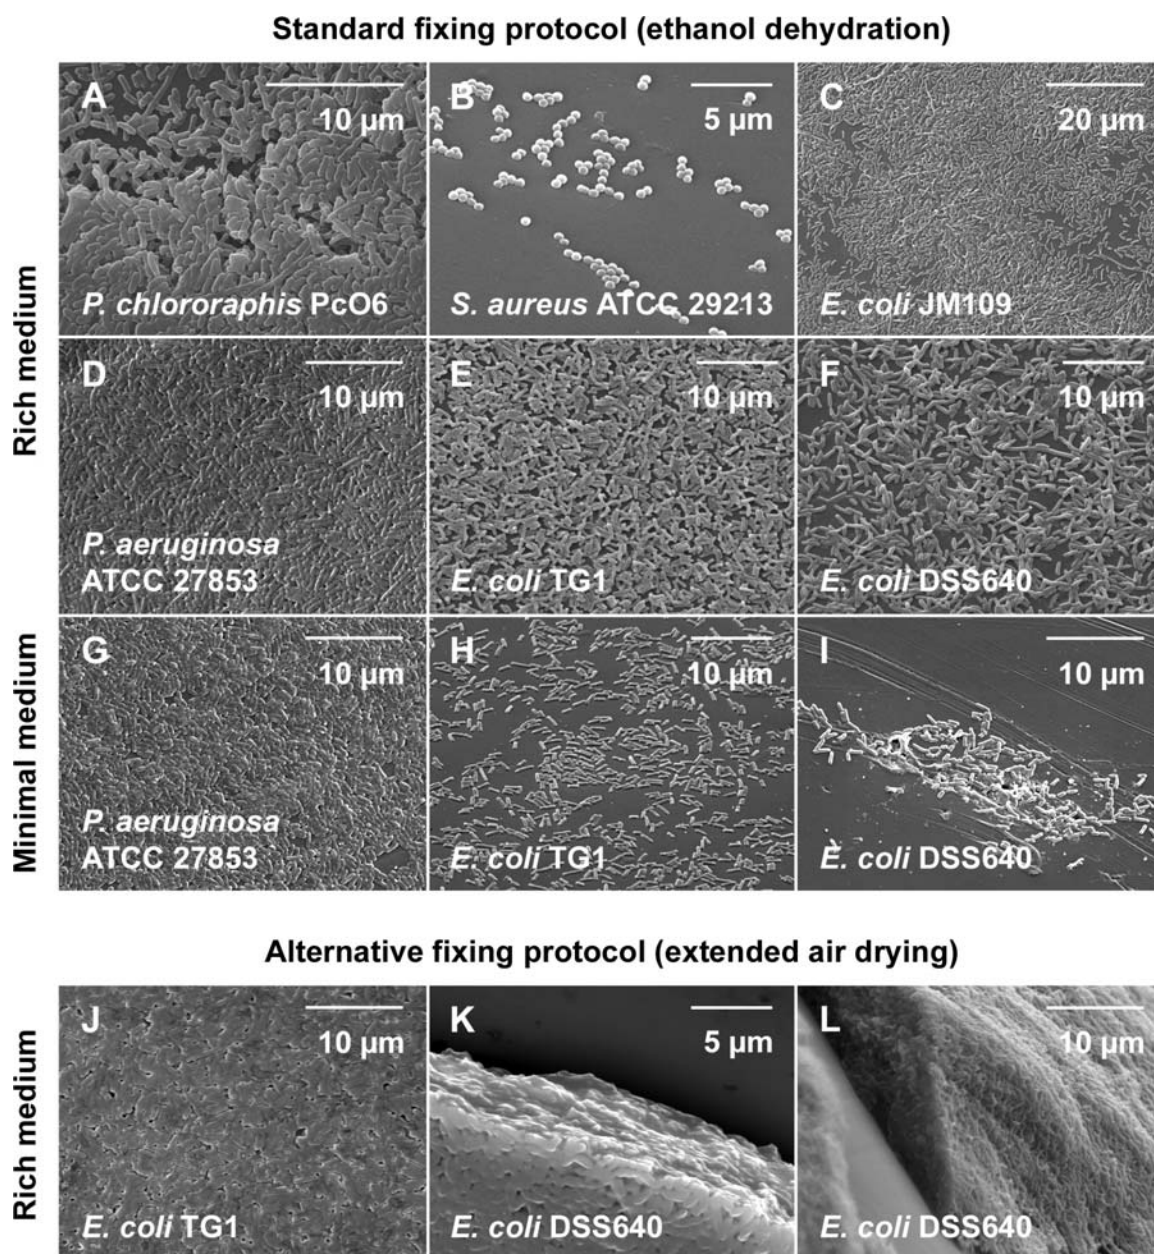 Standard fixing protocol (ethanol dehydration)
Rich medium
A
10 µm
P. chlororaphis PcO6
B
5 µm
S. aureus ATCC 29213
C
20 µm
E. coli JM109
D
10 µm
P. aeruginosa
ATCC 27853
E
10 µm
E. coli TG1
F
10 µm
E. coli DSS640
Minimal medium
G
10 µm
P. aeruginosa
ATCC 27853
H
10 µm
E. coli TG1
I
10 µm
E. coli DSS640
Alternative fixing protocol (extended air drying)
Rich medium
J
10 µm
E. coli TG1
K
5 µm
E. coli DSS640
L
10 µm
E. coli DSS640